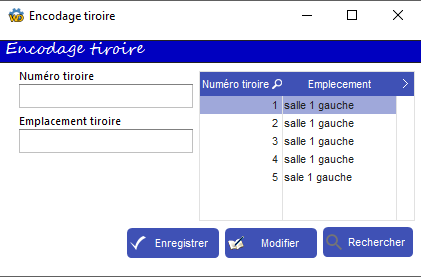 Encodage tiroire
Encodage tiroire
Numéro tiroire
Emplacement tiroire
Numéro tiroire Emplecement
1 salle 1 gauche
2 salle 1 gauche
3 salle 1 gauche
4 salle 1 gauche
5 sale 1 gauche
Enregistrer Modifier Rechercher